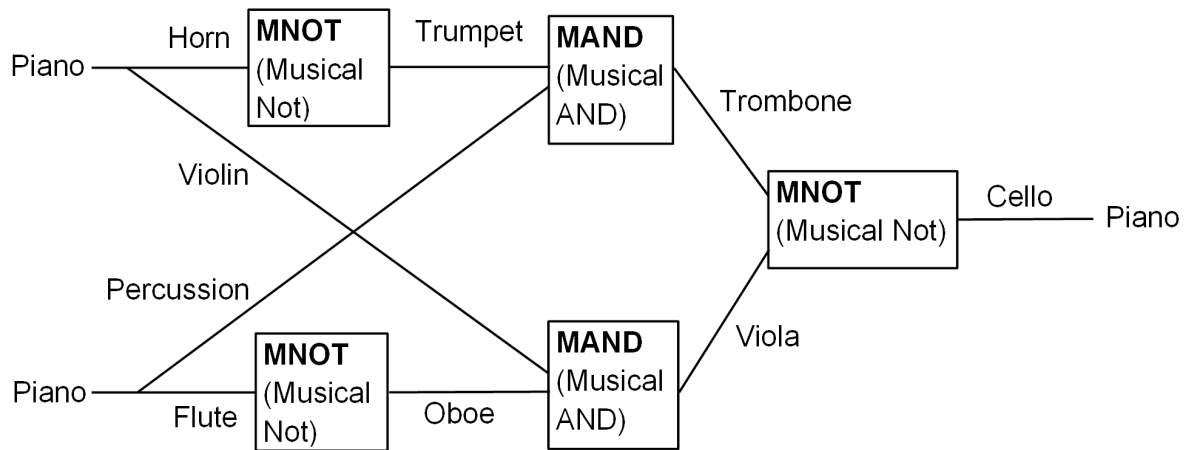 Horn
MNOT
(Musical
Not)
Trumpet
MAND
(Musical
AND)
Piano
Trombone
Violin
MNOT
(Musical Not)
Cello
Piano
Percussion
Viola
Piano
Flute
MNOT
(Musical
Not)
Oboe
MAND
(Musical
AND)